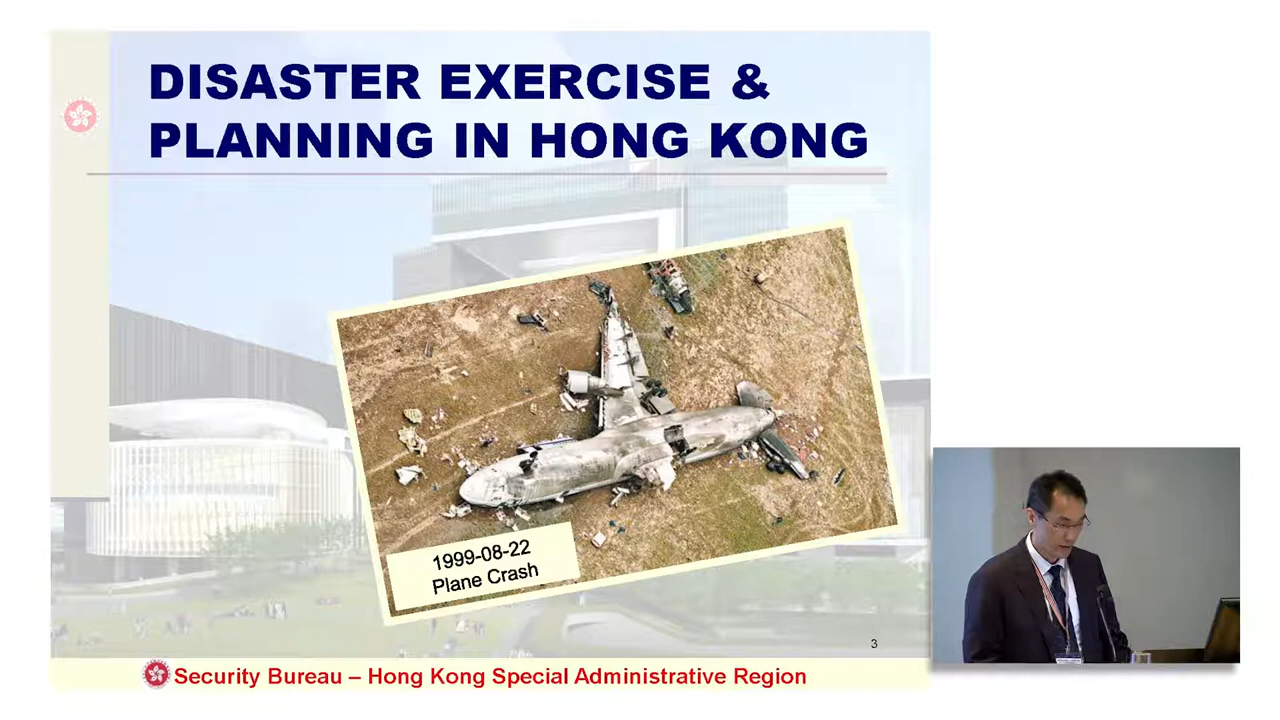 DISASTER EXERCISE &
PLANNING IN HONG KONG
1999-08-22
Plane Crash
3
Security Bureau – Hong Kong Special Administrative Region